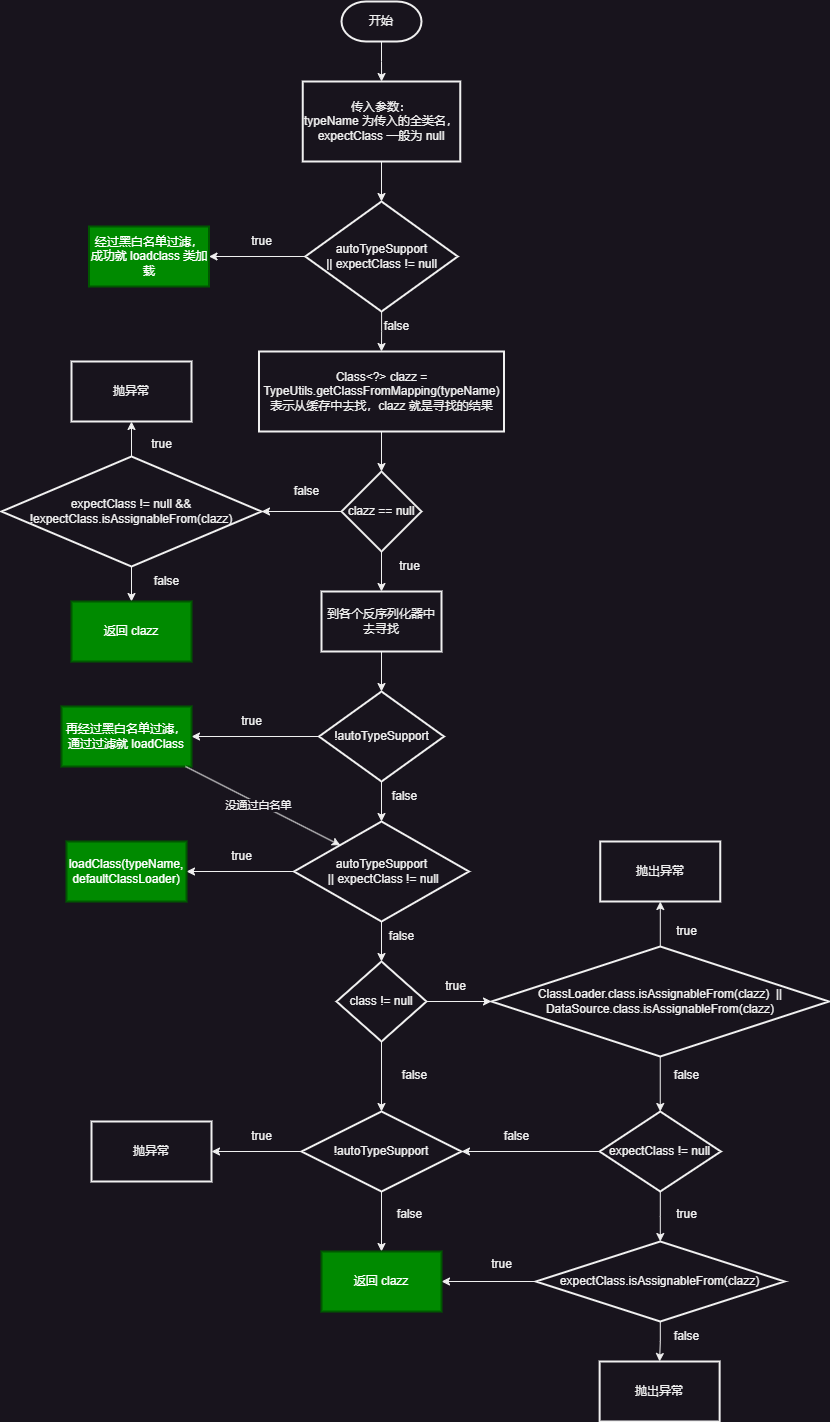 开始
传入参数：
typeName 为传入的全类名，
expectClass 一般为 null
autoTypeSupport
|| expectClass != null
true
经过黑白名单过滤，
成功就 loadclass 类加
载
false
Class<?> clazz =
TypeUtils.getClassFromMapping(typeName)
表示从缓存中去找，clazz 就是寻找的结果
抛异常
true
expectClass != null &&
!expectClass.isAssignableFrom(clazz)
false
clazz == null
true
false
返回 clazz
到各个反序列化器中
去寻找
!autoTypeSupport
true
再经过黑白名单过滤，
通过过滤就 loadClass
false
没通过白名单
autoTypeSupport
|| expectClass != null
true
loadClass(typeName,
defaultClassLoader)
false
抛出异常
true
class != null
true
ClassLoader.class.isAssignableFrom(clazz) ||
DataSource.class.isAssignableFrom(clazz)
false
false
抛异常
true
!autoTypeSupport
false
expectClass != null
false
true
返回 clazz
true
expectClass.isAssignableFrom(clazz)
false
抛出异常